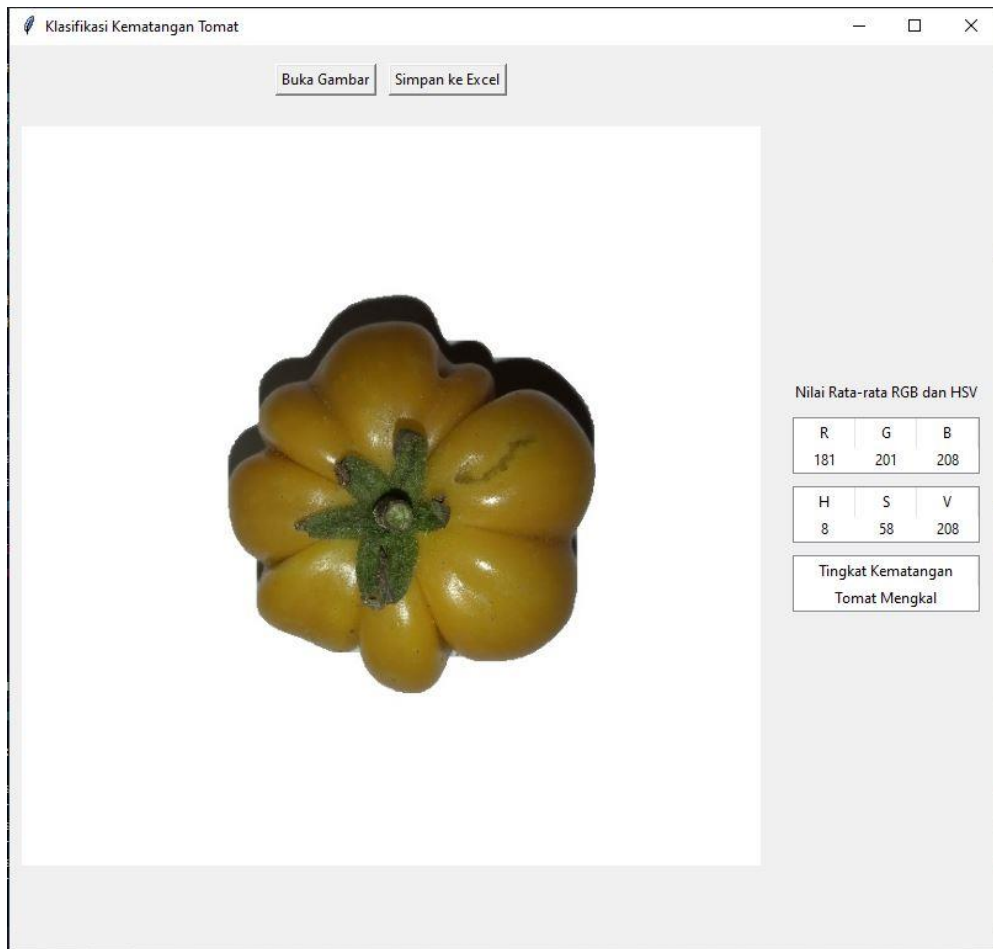 Klasifikasi Kematangan Tomat
Buka Gambar Simpan ke Excel
Nilai Rata-rata RGB dan HSV
R G B
181 201 208
H S V
8 58 208
Tingkat Kematangan
Tomat Mengkal